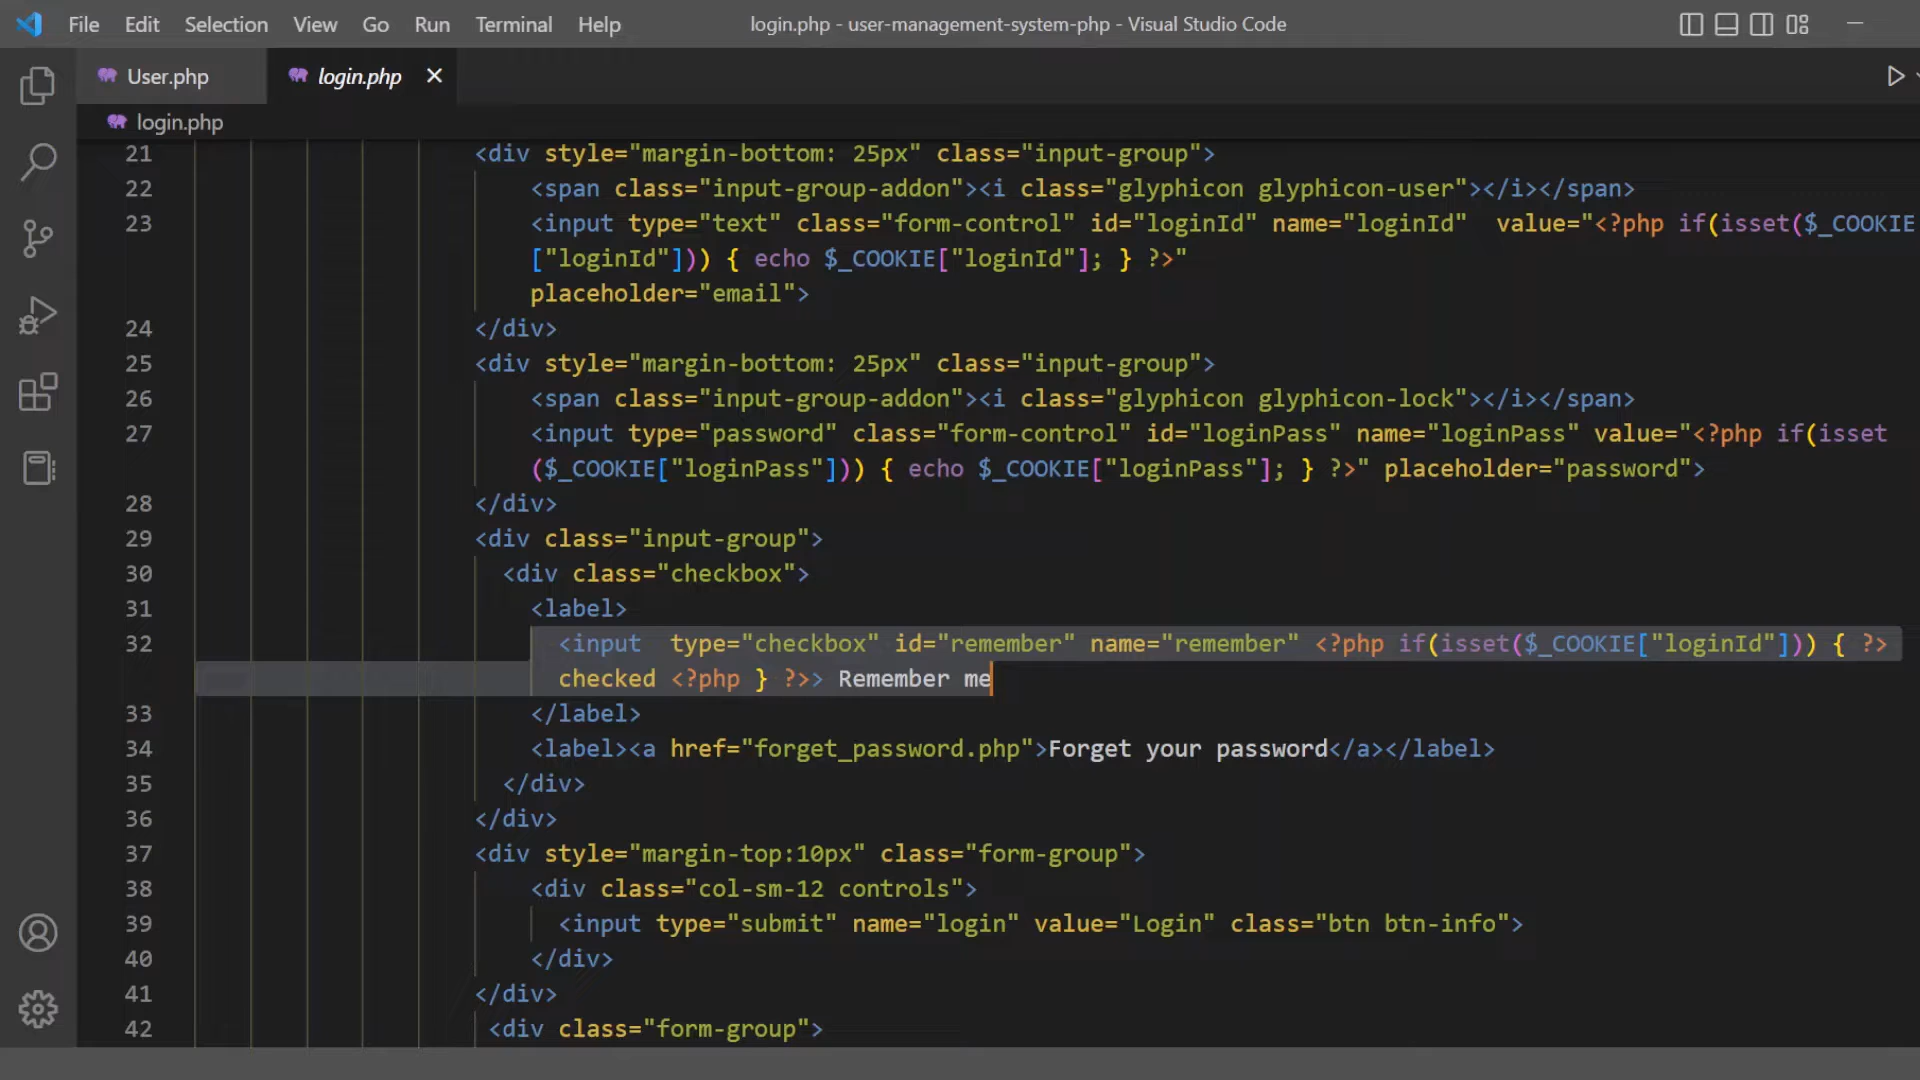 File Edit Selection View Go Run Terminal Help
login.php - user-management-system-php - Visual Studio Code
User.php
login.php
login.php
21 <div style="margin-bottom: 25px" class="input-group">
22 <span class="input-group-addon"><i class="glyphicon glyphicon-user"></i></span>
23 <input type="text" class="form-control" id="loginId" name="loginId"  value="<?php if(isset($_COOKIE
["loginId"])) { echo $_COOKIE["loginId"]; } ?>"
placeholder="email">
24 </div>
25 <div style="margin-bottom: 25px" class="input-group">
26 <span class="input-group-addon"><i class="glyphicon glyphicon-lock"></i></span>
27 <input type="password" class="form-control" id="loginPass" name="loginPass" value="<?php if(isset
($_COOKIE["loginPass"])) { echo $_COOKIE["loginPass"]; } ?>" placeholder="password">
28 </div>
29 <div class="input-group">
30 <div class="checkbox">
31 <label>
32 <input  type="checkbox" id="remember" name="remember" <?php if(isset($_COOKIE["loginId"])) { ?>
checked <?php } ?>> Remember me
33 </label>
34 <label><a href="forget_password.php">Forget your password</a></label>
35 </div>
36 </div>
37 <div style="margin-top:10px" class="form-group">
38 <div class="col-sm-12 controls">
39 <input type="submit" name="login" value="Login" class="btn btn-info">
40 </div>
41 </div>
42 <div class="form-group">